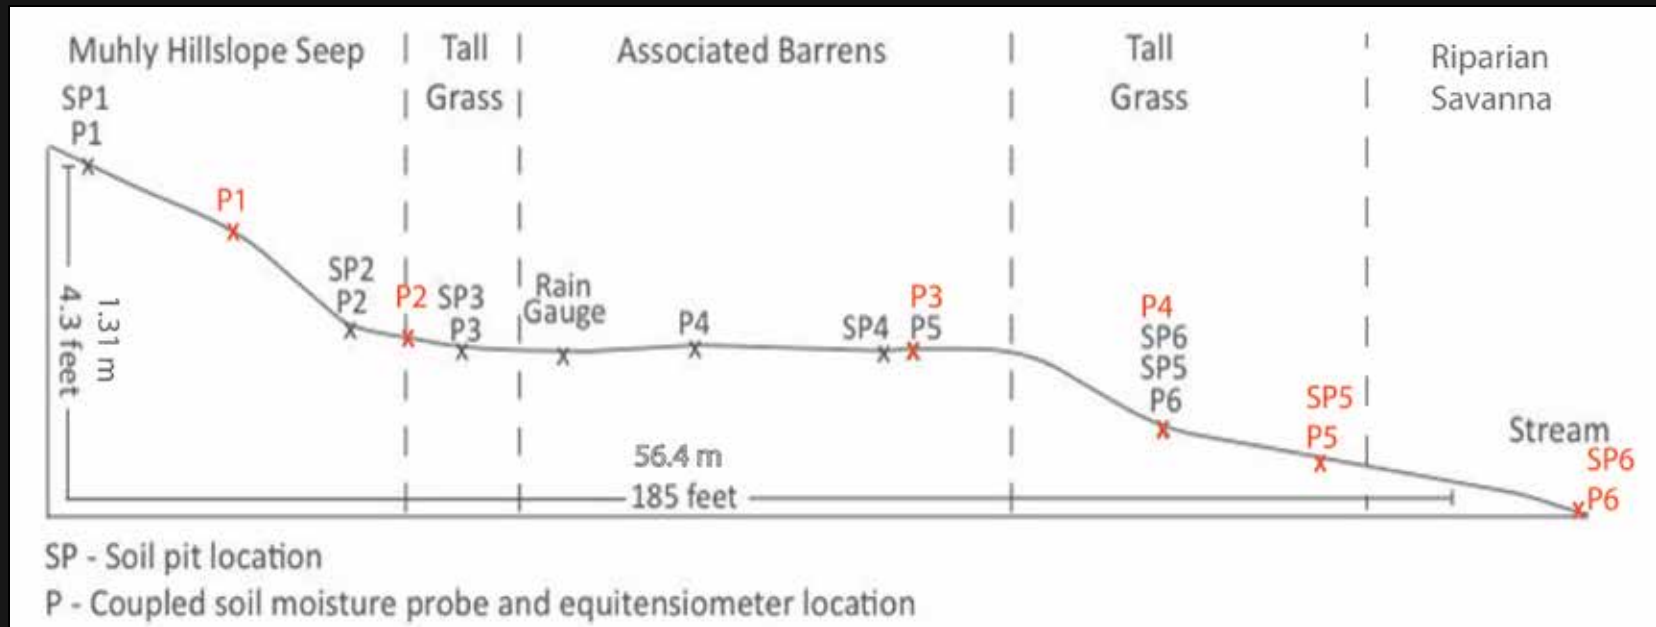 Muhly Hillslope Seep
Tall
Grass
Associated Barrens
Tall
Grass
Riparian
Savanna
SP1
P1
P1
SP2
P2
P2
SP3
P3
Rain
Gauge
P4
SP4
P3
P5
P4
SP6
SP5
P6
SP5
P5
Stream
SP6
P6
1.31 m
4.3 feet
56.4 m
185 feet
SP - Soil pit location
P - Coupled soil moisture probe and equitensiometer location